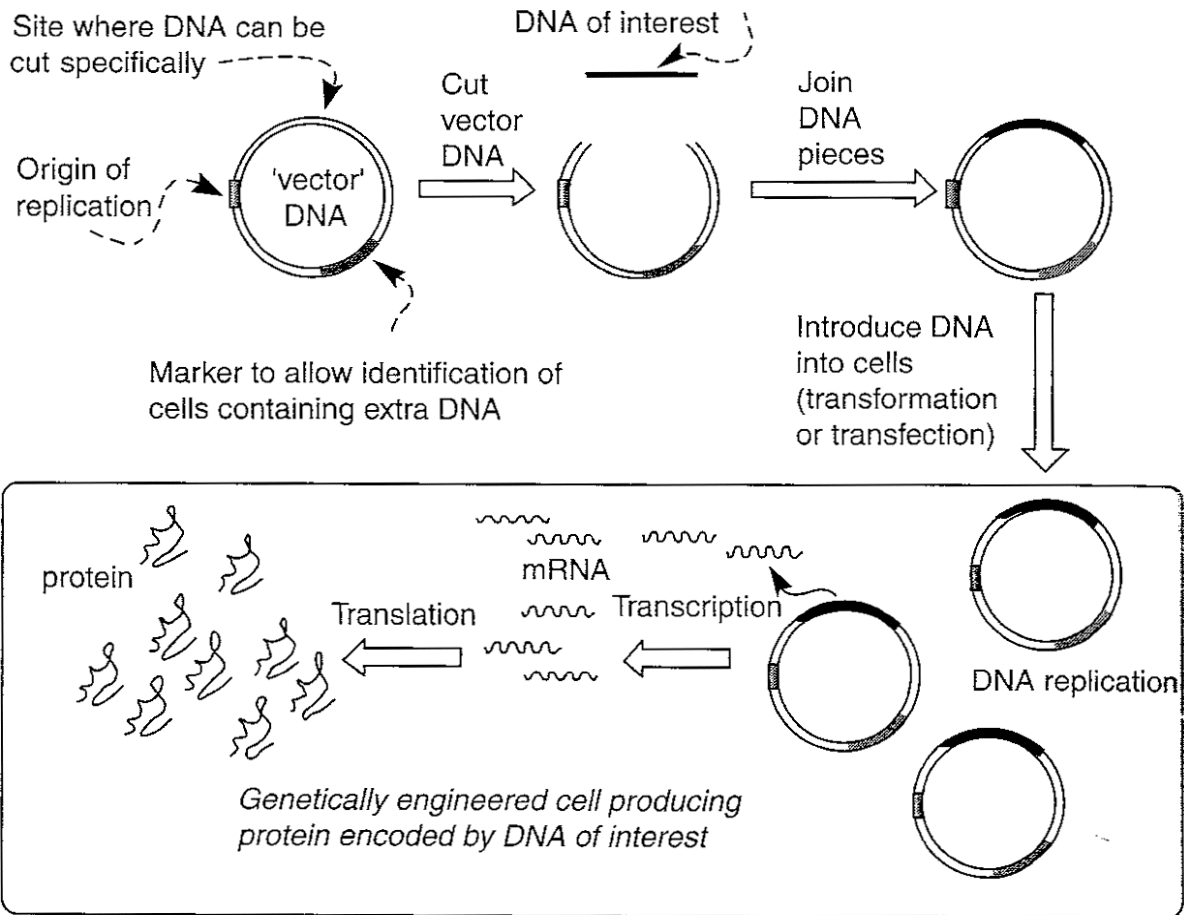 Site where DNA can be
cut specifically
DNA of interest
Cut
vector
DNA
Join
DNA
pieces
Origin of
replication
'vector'
DNA
Marker to allow identification of
cells containing extra DNA
Introduce DNA
into cells
(transformation
or transfection)
protein
Translation
mRNA
Transcription
DNA replication
Genetically engineered cell producing
protein encoded by DNA of interest